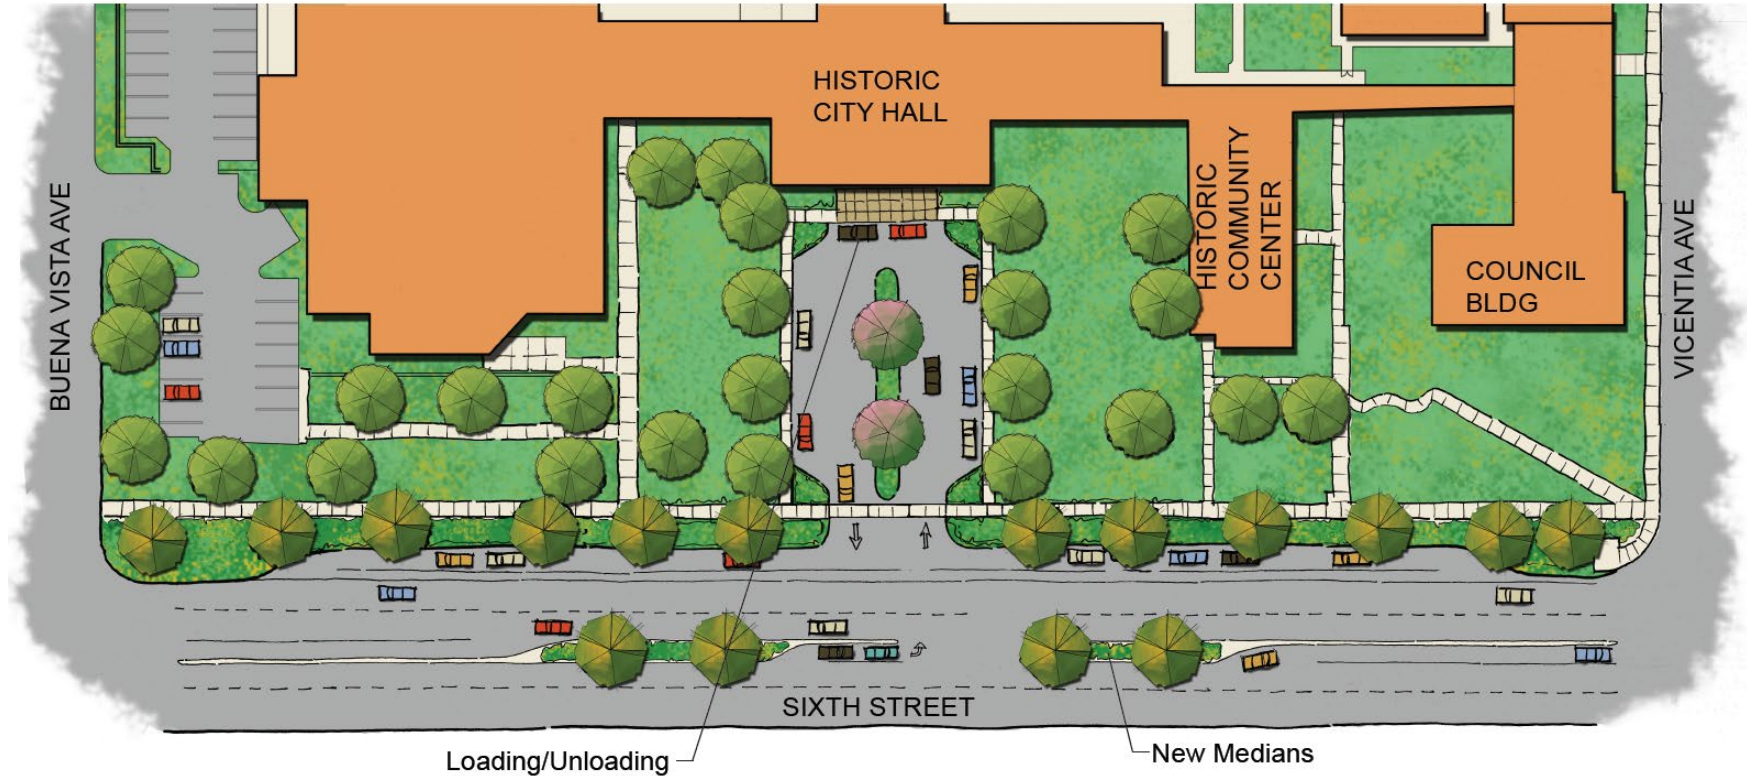 HISTORIC
CITY HALL
HISTORIC
COMMUNITY
CENTER
COUNCIL
BLDG
BUENA VISTA AVE
VICENTIA AVE
SIXTH STREET
Loading/Unloading
New Medians